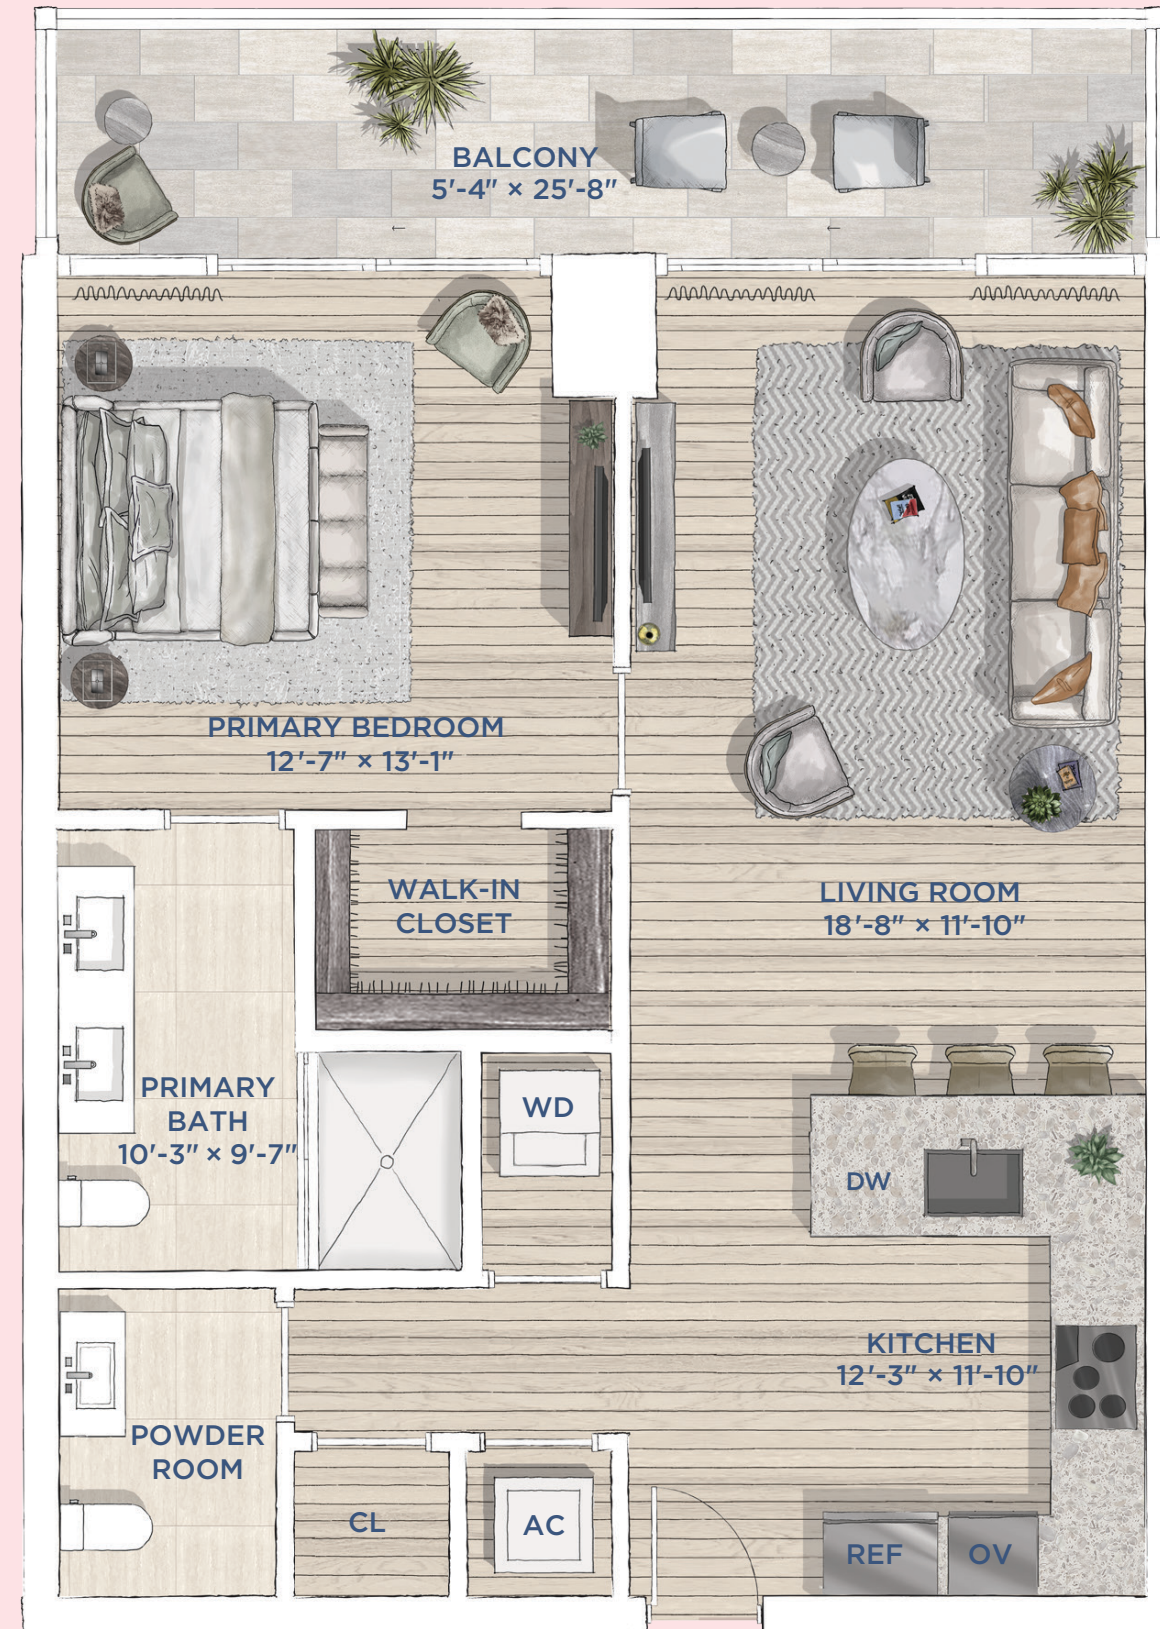 BALCONY
5'-4" × 25'-8"
PRIMARY BEDROOM
12'-7" × 13'-1"
WALK-IN
CLOSET
LIVING ROOM
18'-8" × 11'-10"
PRIMARY
BATH
10'-3" × 9'-7"
WD
DW
KITCHEN
12'-3" × 11'-10"
POWDER
ROOM
CL
AC
REF
OV